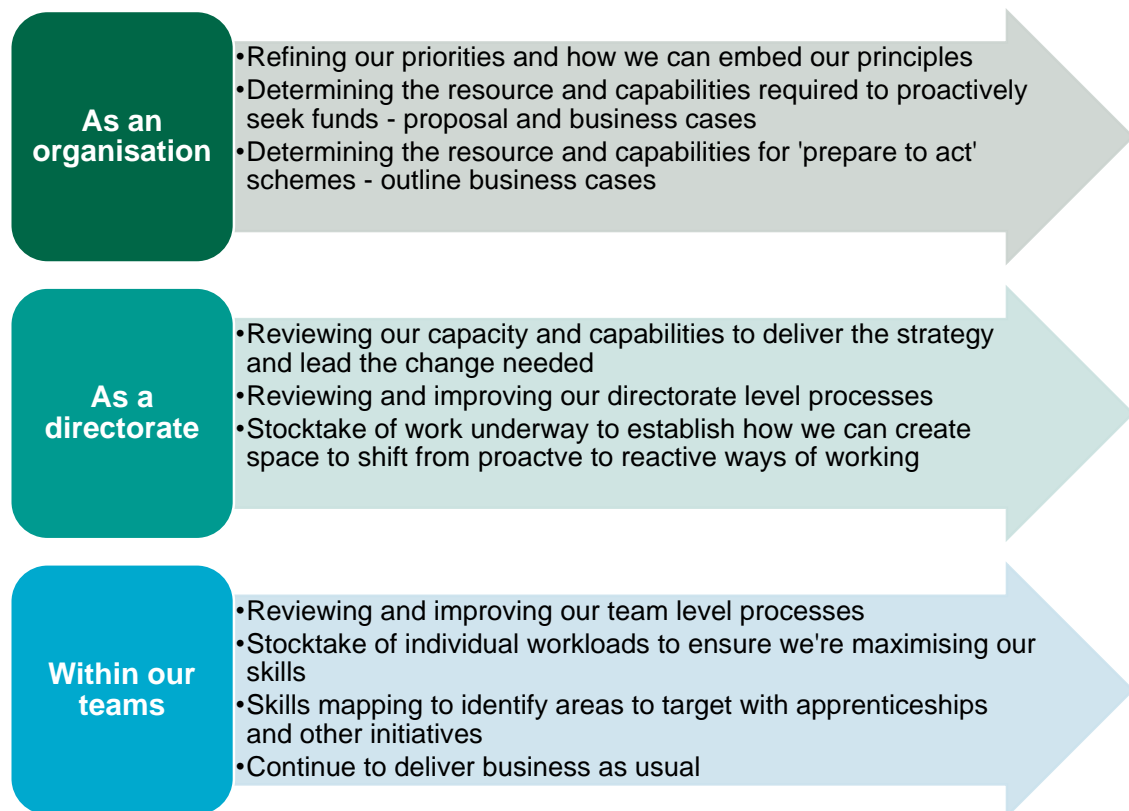 As an
organisation
•Refining our priorities and how we can embed our principles
•Determining the resource and capabilities required to proactively
seek funds - proposal and business cases
•Determining the resource and capabilities for 'prepare to act'
schemes - outline business cases
As a
directorate
•Reviewing our capacity and capabilities to deliver the strategy
and lead the change needed
•Reviewing and improving our directorate level processes
•Stocktake of work underway to establish how we can create
space to shift from proactve to reactive ways of working
Within our
teams
•Reviewing and improving our team level processes
•Stocktake of individual workloads to ensure we're maximising our
skills
•Skills mapping to identify areas to target with apprenticeships
and other initiatives
•Continue to deliver business as usual